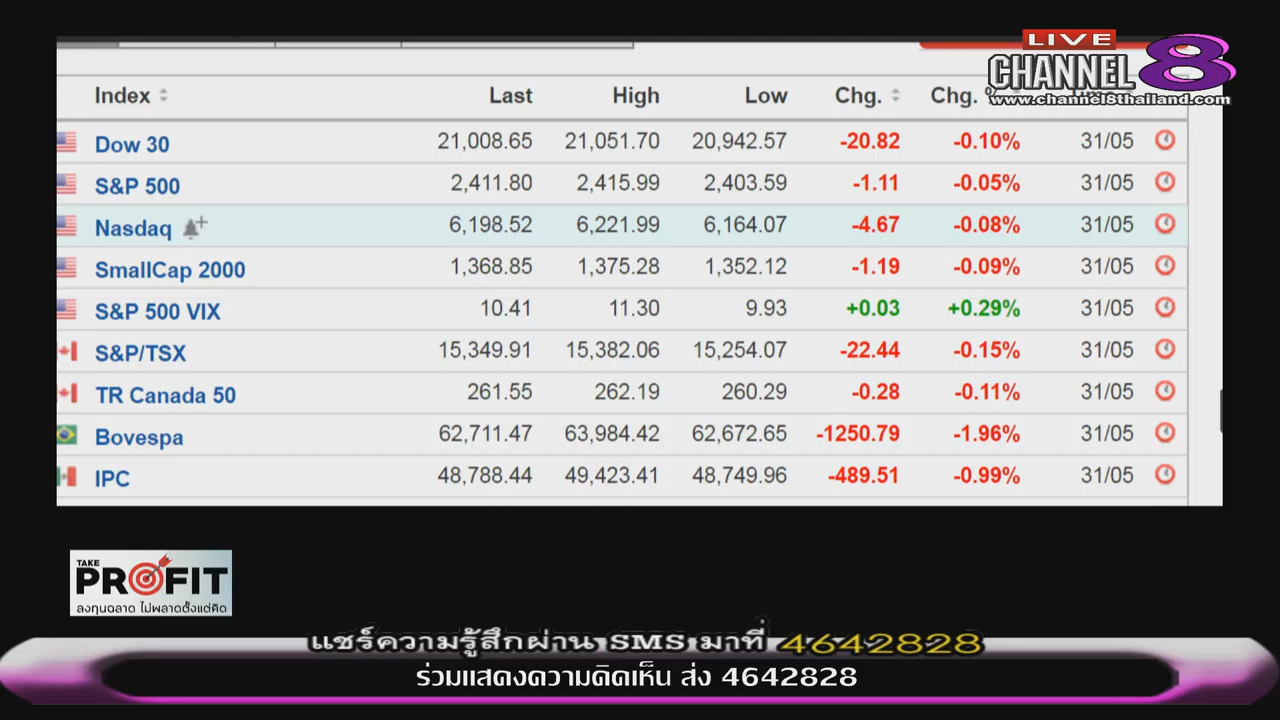 LIVE
CHANNEL 8
www.channel8thailand.com
Index Last High Low Chg. Chg.
Dow 30 21,008.65 21,051.70 20,942.57 -20.82 -0.10% 31/05
S&P 500 2,411.80 2,415.99 2,403.59 -1.11 -0.05% 31/05
Nasdaq 6,198.52 6,221.99 6,164.07 -4.67 -0.08% 31/05
SmallCap 2000 1,368.85 1,375.28 1,352.12 -1.19 -0.09% 31/05
S&P 500 VIX 10.41 11.30 9.93 +0.03 +0.29% 31/05
S&P/TSX 15,349.91 15,382.06 15,254.07 -22.44 -0.15% 31/05
TR Canada 50 261.55 262.19 260.29 -0.28 -0.11% 31/05
Bovespa 62,711.47 63,984.42 62,672.65 -1250.79 -1.96% 31/05
IPC 48,788.44 49,423.41 48,749.96 -489.51 -0.99% 31/05
TAKE
PROFIT
ลงทุนฉลาด ไม่พลาดตั้งแต่คิด
แชร์ความรู้สึกผ่าน SMS มาที่ 4642828
ร่วมแสดงความคิดเห็น ส่ง 4642828